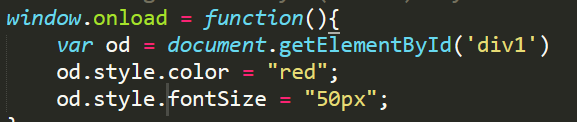 window.onload = function(){
    var od = document.getElementById('div1')
    od.style.color = "red";
    od.style.fontSize = "50px";